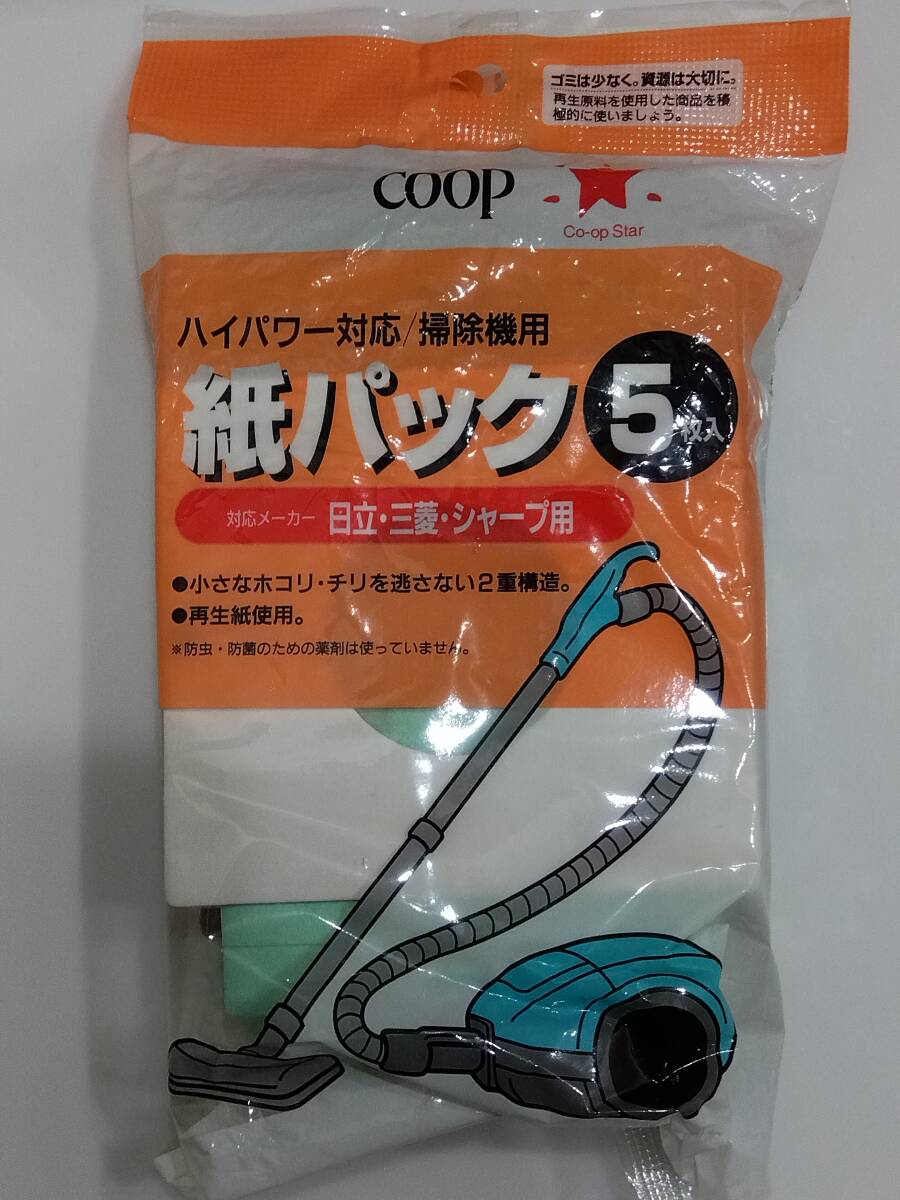 ゴミは少なく。資源は大切に。
再生原料を使用した商品を積
極的に使いましょう。
COOP
Co-op Star
ハイパワー対応/掃除機用
紙パック 5枚入
対応メーカー 日立・三菱・シャープ用
●小さなホコリ・チリを逃さない2重構造。
●再生紙使用。
※防虫・防菌のための薬剤は使っていません。